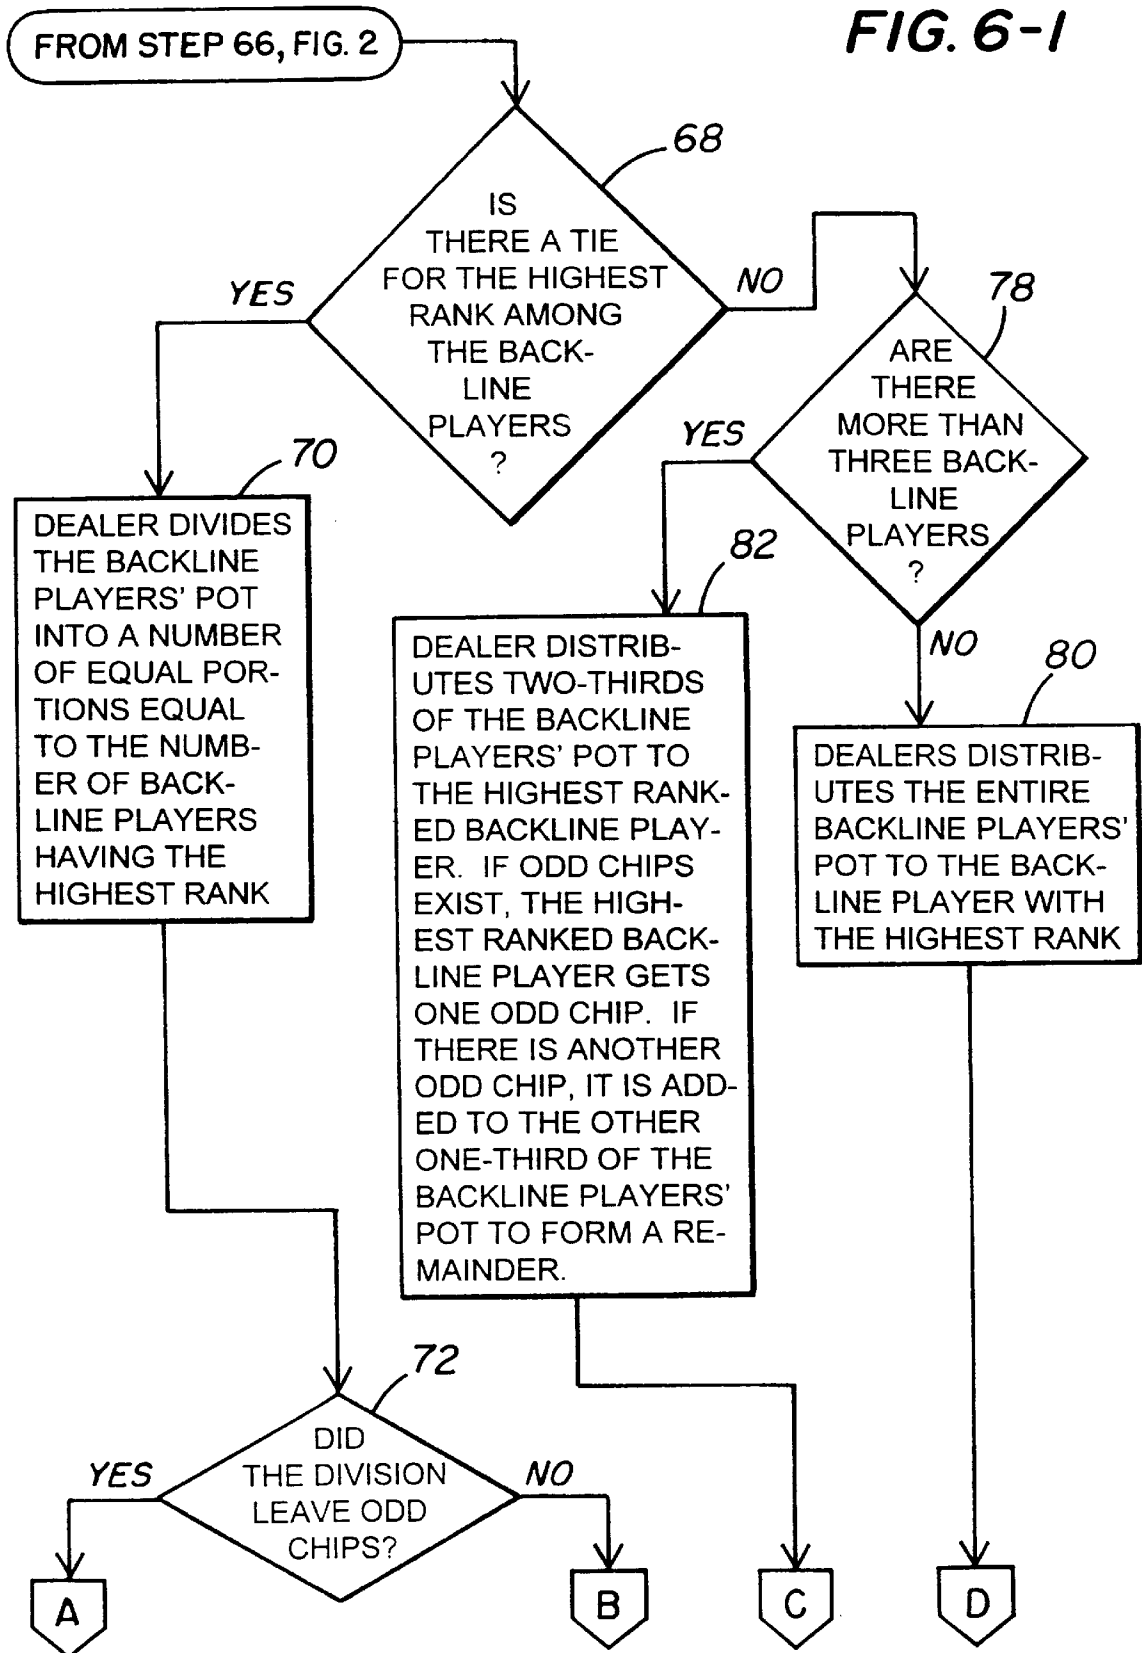 FIG. 6-1
FROM STEP 66, FIG. 2
68
IS
THERE A TIE
FOR THE HIGHEST
RANK AMONG
THE BACK-
LINE
PLAYERS
?
YES
NO
78
ARE
THERE
MORE THAN
THREE BACK-
LINE
PLAYERS
?
YES
NO
70
DEALER DIVIDES
THE BACKLINE
PLAYERS' POT
INTO A NUMBER
OF EQUAL POR-
TIONS EQUAL
TO THE NUMB-
ER OF BACK-
LINE PLAYERS
HAVING THE
HIGHEST RANK
82
DEALER DISTRIB-
UTES TWO-THIRDS
OF THE BACKLINE
PLAYERS' POT TO
THE HIGHEST RANK-
ED BACKLINE PLAY-
ER. IF ODD CHIPS
EXIST, THE HIGH-
EST RANKED BACK-
LINE PLAYER GETS
ONE ODD CHIP. IF
THERE IS ANOTHER
ODD CHIP, IT IS ADD-
ED TO THE OTHER
ONE-THIRD OF THE
BACKLINE PLAYERS'
POT TO FORM A RE-
MAINDER.
80
DEALERS DISTRIB-
UTES THE ENTIRE
BACKLINE PLAYERS'
POT TO THE BACK-
LINE PLAYER WITH
THE HIGHEST RANK
72
DID
THE DIVISION
LEAVE ODD
CHIPS?
YES
NO
A
B
C
D